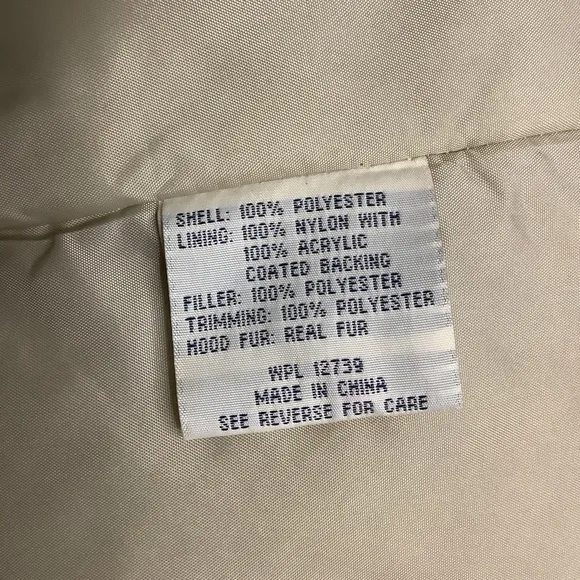 SHELL: 100% POLYESTER
LINING: 100% NYLON WITH
100% ACRYLIC
COATED BACKING
FILLER: 100% POLYESTER
TRIMMING: 100% POLYESTER
HOOD FUR: REAL FUR
WPL 12739
MADE IN CHINA
SEE REVERSE FOR CARE